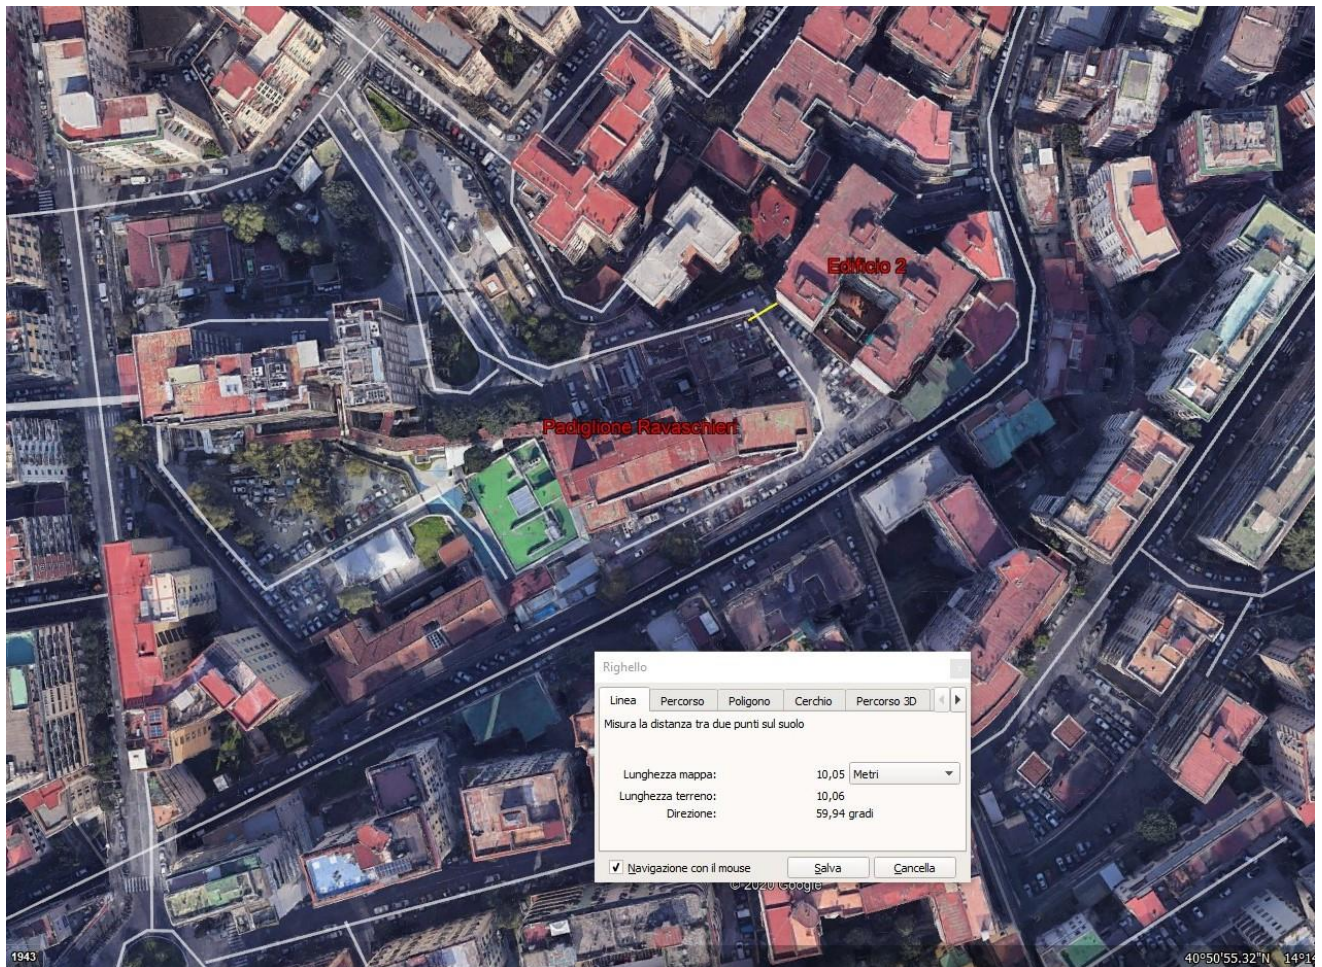 Edificio 2
Padiglione Ravaschieri
Righello
Linea
Percorso
Poligono
Cerchio
Percorso 3D
Misura la distanza tra due punti sul suolo
Lunghezza mappa: 10,05 Metri
Lunghezza terreno: 10,06
Direzione: 59,94 gradi
Navigazione con il mouse
Salva
Cancella
©2020 Google
1943
40°50'55.32"N 14°14